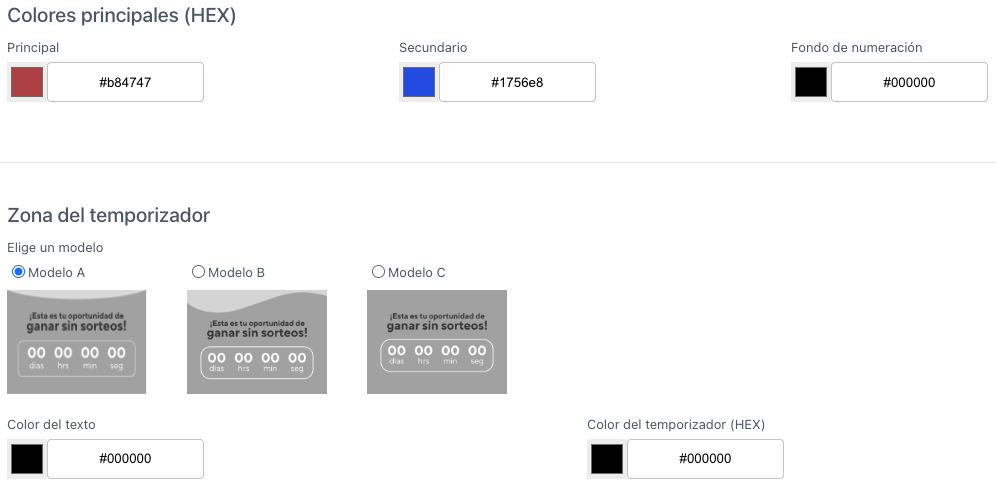 Colores principales (HEX)
Principal
Secundario
Fondo de numeración
#b84747
#1756e8
#000000
Zona del temporizador
Elige un modelo
Modelo A
Modelo B
Modelo C
¡Esta es tu oportunidad de
ganar sin sorteos!
00 00 00 00
días hrs min seg
¡Esta es tu oportunidad de
ganar sin sorteos!
00 00 00 00
días hrs min seg
¡Esta es tu oportunidad de
ganar sin sorteos!
00 00 00 00
días hrs min seg
Color del texto
Color del temporizador (HEX)
#000000
#000000